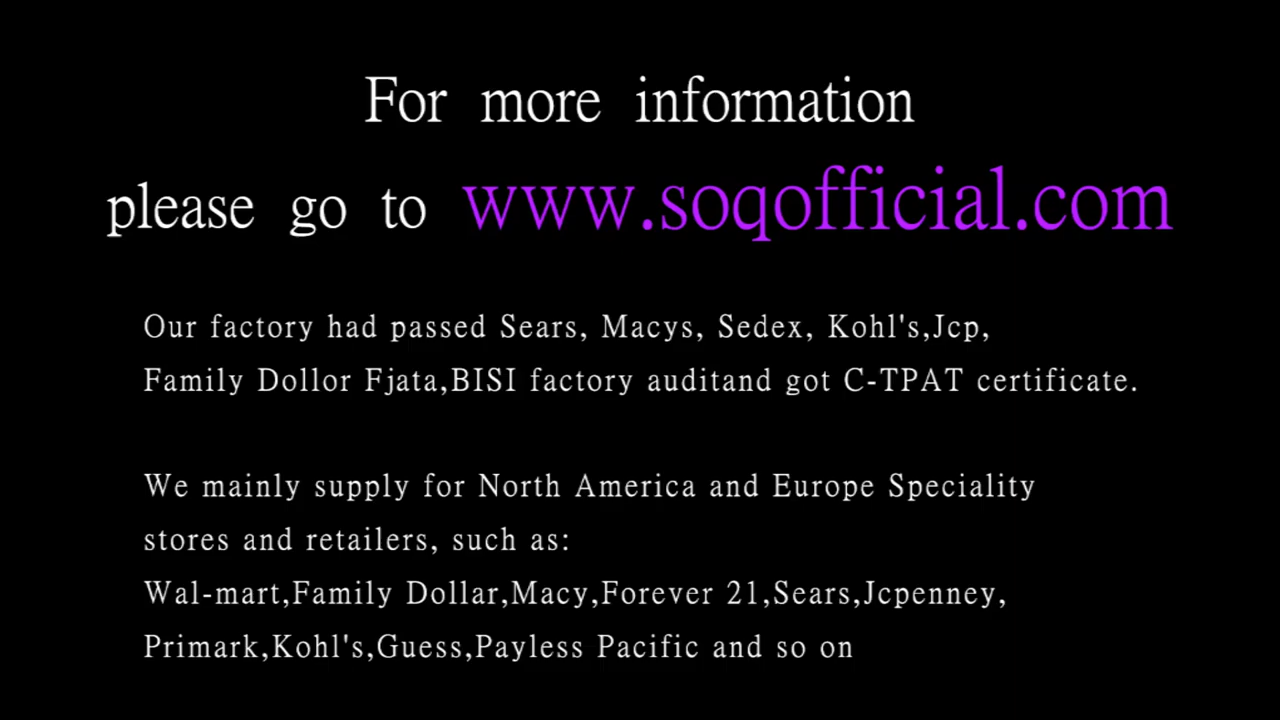 For more information
please go to www.soqofficial.com
Our factory had passed Sears, Macys, Sedex, Kohl's,Jcp,
Family Dollor Fjata,BISI factory auditand got C-TPAT certificate.
We mainly supply for North America and Europe Speciality
stores and retailers, such as:
Wal-mart,Family Dollar,Macy,Forever 21,Sears,Jcpenney,
Primark,Kohl's,Guess,Payless Pacific and so on